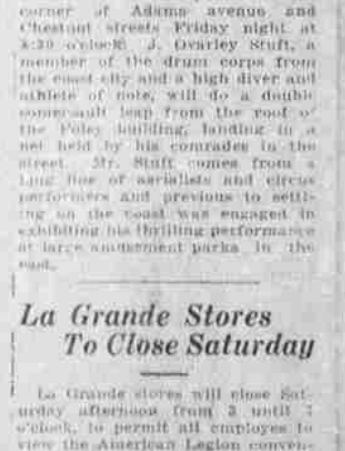 corner of Adams avenue and
Chestnut streets Friday night at
8:30 o'clock. J. Ovarley Stuft, a
member of the drum corps from
the coast city and a high diver and
athlete of note, will do a double
somersault leap from the roof of
the Foley building, landing in a
net held by his comrades in the
street. Mr. Stuft comes from a
long line of aerialists and circus
performers and previous to settl-
ing on the coast was engaged in
exhibiting his thrilling performance
at large amusement parks in the
east.
La Grande Stores
To Close Saturday
La Grande stores will close Sat-
urday afternoon from 3 until 7
o'clock, to permit all employes to
view the American Legion conven-